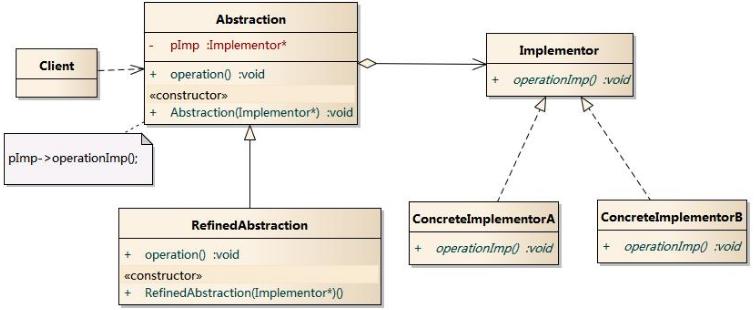 Abstraction
- pImp :Implementor*
+ operation() :void
«constructor»
+ Abstraction(Implementor*) :void
Client
pImp->operationImp();
Implementor
+ operationImp() :void
RefinedAbstraction
+ operation() :void
«constructor»
+ RefinedAbstraction(Implementor*)()
ConcreteImplementorA
+ operationImp() :void
ConcreteImplementorB
+ operationImp() :void